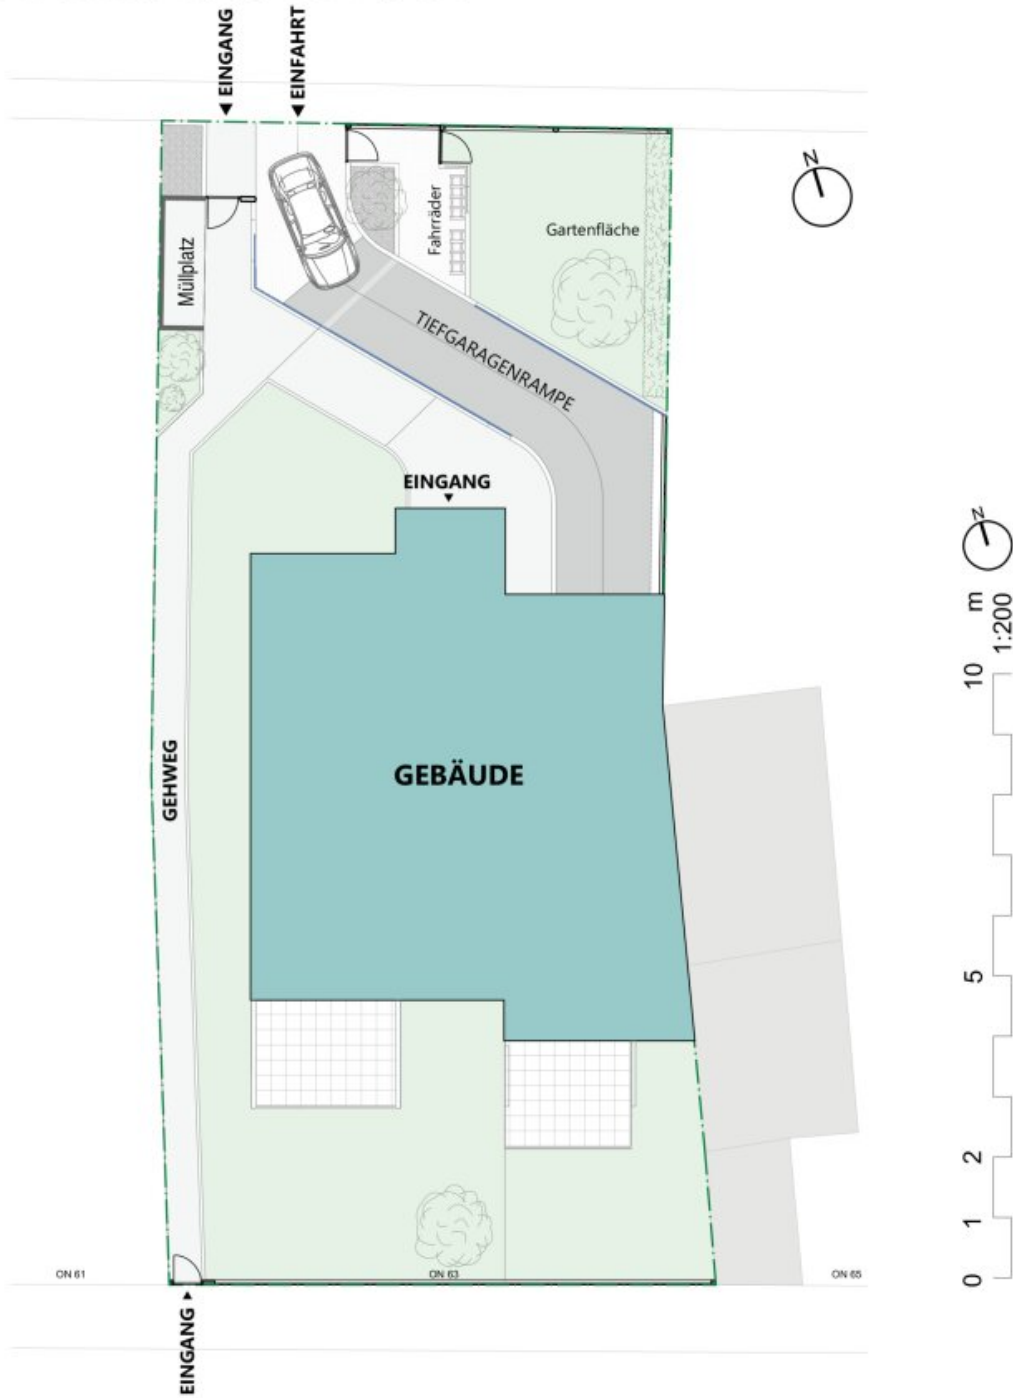 EINGANG
EINFAHRT
N
Müllplatz
Fahrräder
Gartenfläche
TIEFGARAGENRAMPE
EINGANG
N
m
1:200
10
GEHWEG
GEBÄUDE
5
2
1
0
ON 61
ON 63
ON 65
EINGANG